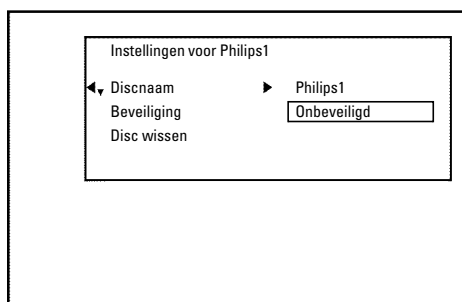 Instellingen voor Philips1
Discnaam Philips1
Beveiliging Onbeveiligd
Disc wissen